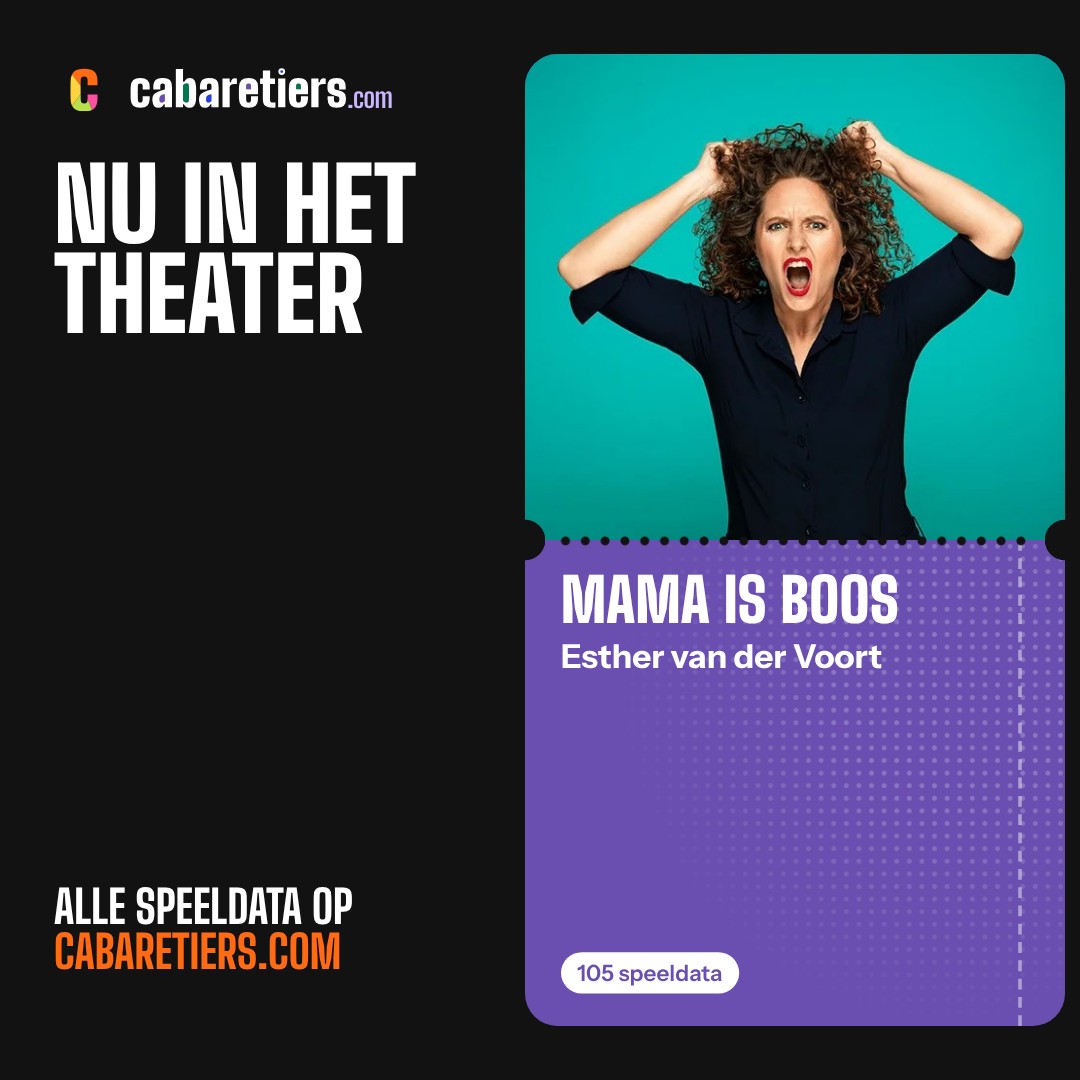 cabaretiers.com
NU IN HET
THEATER
MAMA IS BOOS
Esther van der Voort
105 speeldata
ALLE SPEELDATA OP
CABARETIERS.COM